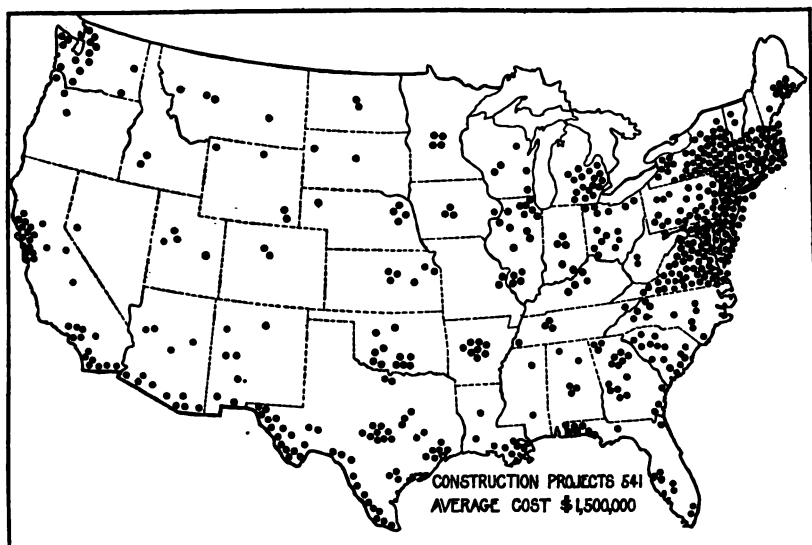 CONSTRUCTION PROJECTS 541
AVERAGE COST $1,500,000